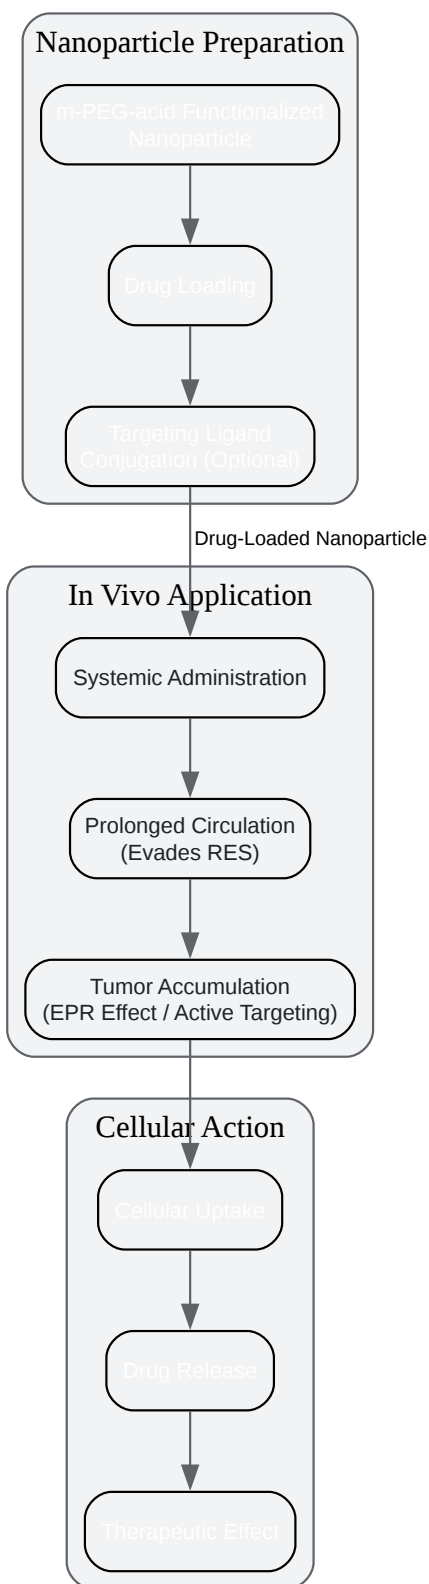 Nanoparticle Preparation
m-PEG-acid Functionalized
Nanoparticle
Drug Loading
Targeting Ligand
Conjugation (Optional)
Drug-Loaded Nanoparticle
In Vivo Application
Systemic Administration
Prolonged Circulation
(Evades RES)
Tumor Accumulation
(EPR Effect / Active Targeting)
Cellular Action
Cellular Uptake
Drug Release
Therapeutic Effect